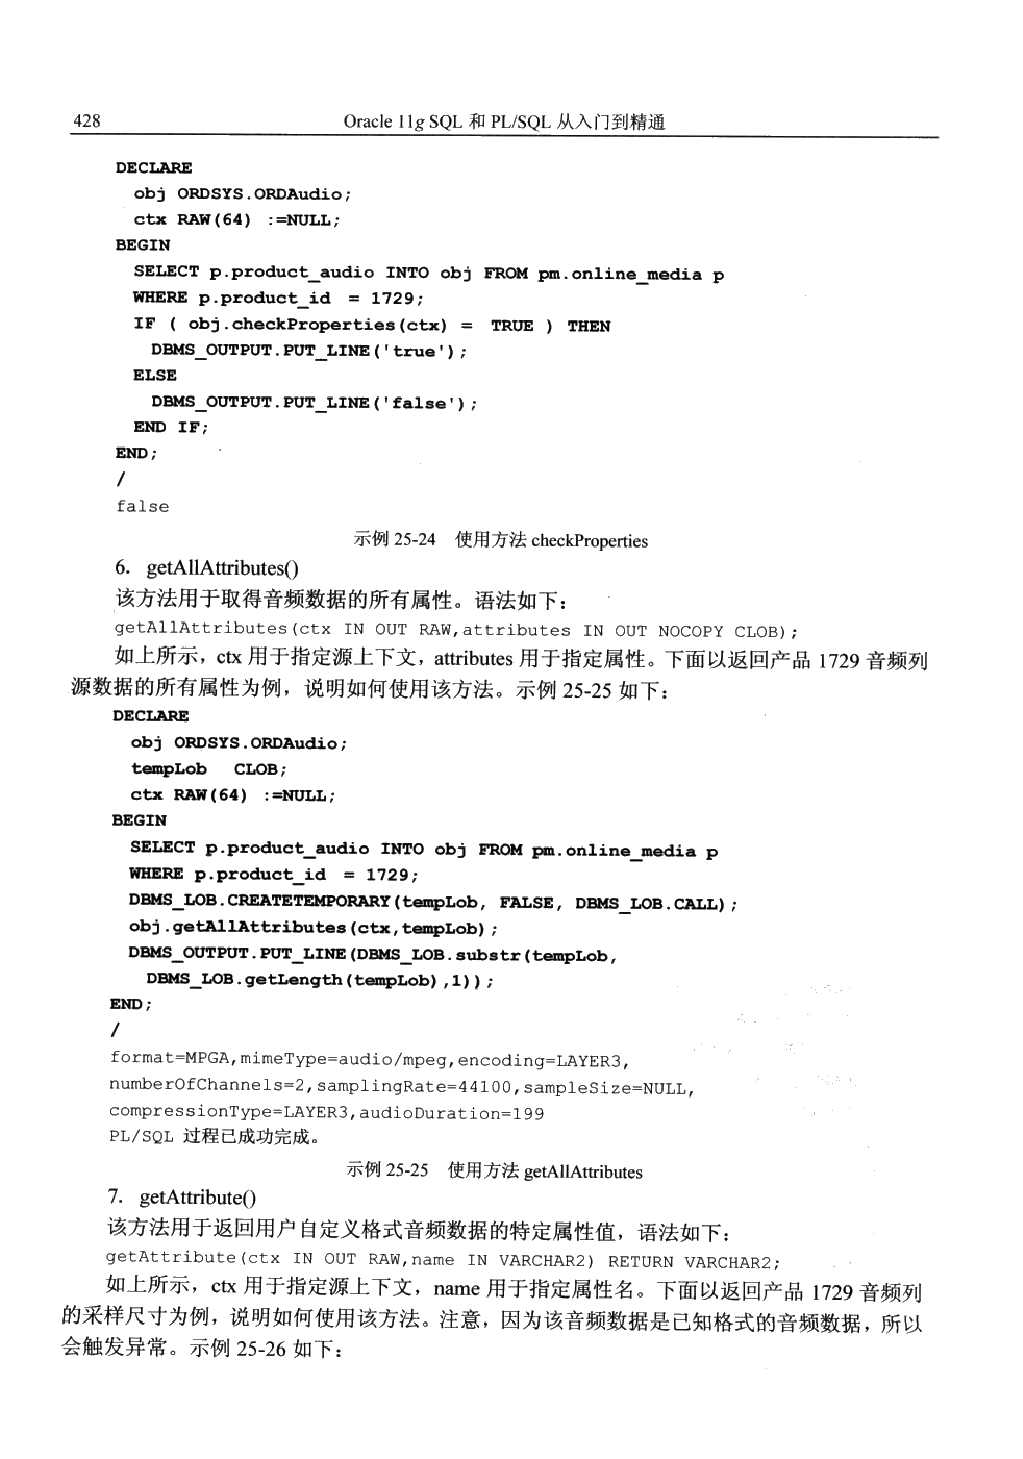 428
Oracle 11g SQL 和 PL/SQL 从入门到精通
DECLARE
obj ORDSYS.ORDAudio;
ctx RAW(64) :=NULL;
BEGIN
SELECT p.product_audio INTO obj FROM pm.online_media p
WHERE p.product_id = 1729;
IF ( obj.checkProperties(ctx) = TRUE ) THEN
DBMS_OUTPUT.PUT_LINE('true');
ELSE
DBMS_OUTPUT.PUT_LINE('false');
END IF;
END;
/
false
示例 25-24 使用方法 checkProperties
6. getAllAttributes()
该方法用于取得音频数据的所有属性。语法如下：
getAllAttributes(ctx IN OUT RAW,attributes IN OUT NOCOPY CLOB);
如上所示，ctx 用于指定源上下文，attributes 用于指定属性。下面以返回产品 1729 音频列
源数据的所有属性为例，说明如何使用该方法。示例 25-25 如下：
DECLARE
obj ORDSYS.ORDAudio;
tempLob CLOB;
ctx RAW(64) :=NULL;
BEGIN
SELECT p.product_audio INTO obj FROM pm.online_media p
WHERE p.product_id = 1729;
DBMS_LOB.CREATETEMPORARY(tempLob, FALSE, DBMS_LOB.CALL);
obj.getAllAttributes(ctx,tempLob);
DBMS_OUTPUT.PUT_LINE(DBMS_LOB.substr(tempLob,
DBMS_LOB.getLength(tempLob),1));
END;
/
format=MPGA,mimeType=audio/mpeg,encoding=LAYER3,
numberOfChannels=2,samplingRate=44100,sampleSize=NULL,
compressionType=LAYER3,audioDuration=199
PL/SQL 过程已成功完成。
示例 25-25 使用方法 getAllAttributes
7. getAttribute()
该方法用于返回用户自定义格式音频数据的特定属性值，语法如下：
getAttribute(ctx IN OUT RAW,name IN VARCHAR2) RETURN VARCHAR2;
如上所示，ctx 用于指定源上下文，name 用于指定属性名。下面以返回产品 1729 音频列
的采样尺寸为例，说明如何使用该方法。注意，因为该音频数据是已知格式的音频数据，所以
会触发异常。示例 25-26 如下：